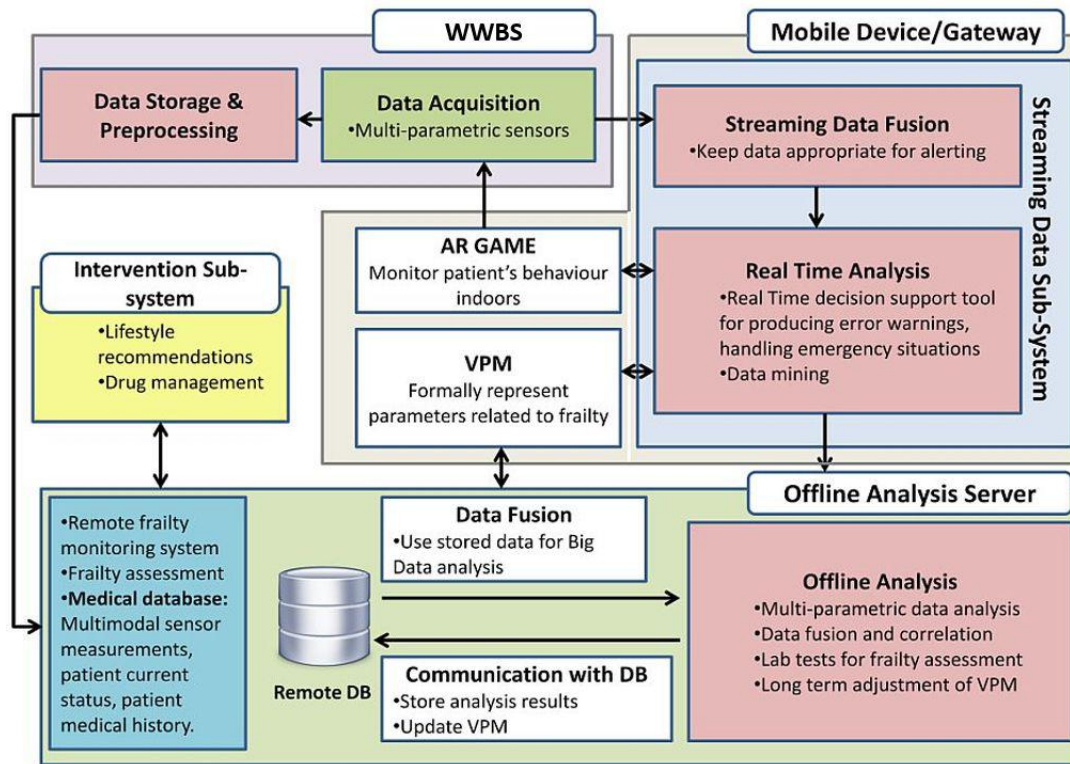 WWBS
Mobile Device/Gateway
Data Storage &
Preprocessing
Data Acquisition
•Multi-parametric sensors
Streaming Data Fusion
•Keep data appropriate for alerting
Streaming Data Sub-System
AR GAME
Monitor patient's behaviour
indoors
Real Time Analysis
•Real Time decision support tool
for producing error warnings,
handling emergency situations
•Data mining
Intervention Sub-
system
•Lifestyle
recommendations
•Drug management
VPM
Formally represent
parameters related to frailty
Offline Analysis Server
•Remote frailty
monitoring system
•Frailty assessment
•Medical database:
Multimodal sensor
measurements,
patient current
status, patient
medical history.
Remote DB
Data Fusion
•Use stored data for Big
Data analysis
Communication with DB
•Store analysis results
•Update VPM
Offline Analysis
•Multi-parametric data analysis
•Data fusion and correlation
•Lab tests for frailty assessment
•Long term adjustment of VPM